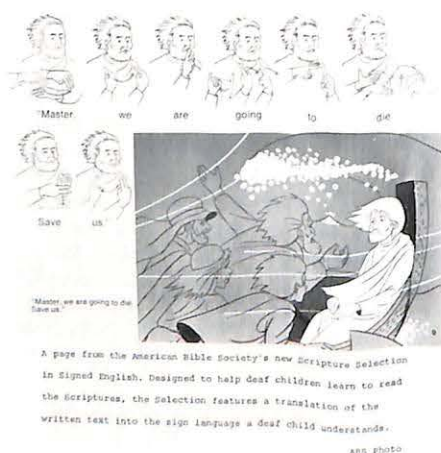 "Master we are going to die
Save us."
"Master, we are going to die.
Save us."
9
A page from the American Bible Society's new Scripture Selection
in Signed English. Designed to help deaf children learn to read
the Scriptures, the Selection features a translation of the
written text into the sign language a deaf child understands.
ABS Photo